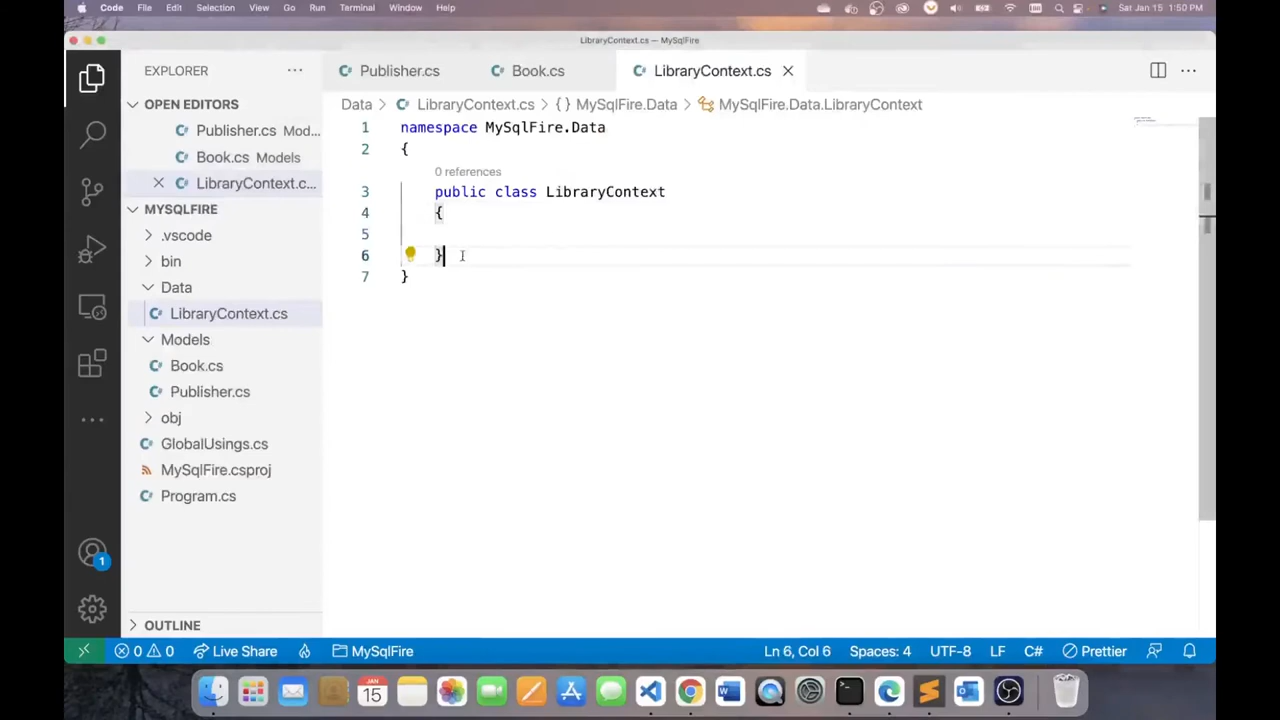 Code File Edit Selection View Go Run Terminal Window Help Sat Jan 15 1:50 PM
LibraryContext.cs — MySqlFire
EXPLORER
Publisher.cs Book.cs LibraryContext.cs
OPEN EDITORS
Publisher.cs Mod...
Book.cs Models
LibraryContext.c...
MYSQLFIRE
.vscode
bin
Data
LibraryContext.cs
Models
Book.cs
Publisher.cs
obj
GlobalUsings.cs
MySqlFire.csproj
Program.cs
OUTLINE
Data > LibraryContext.cs > {} MySqlFire.Data > MySqlFire.Data.LibraryContext
1 namespace MySqlFire.Data
2 {
0 references
3 public class LibraryContext
4 {
5
6 }
7 }
1
0 0 Live Share MySqlFire Ln 6, Col 6 Spaces: 4 UTF-8 LF C# Prettier
JAN
15